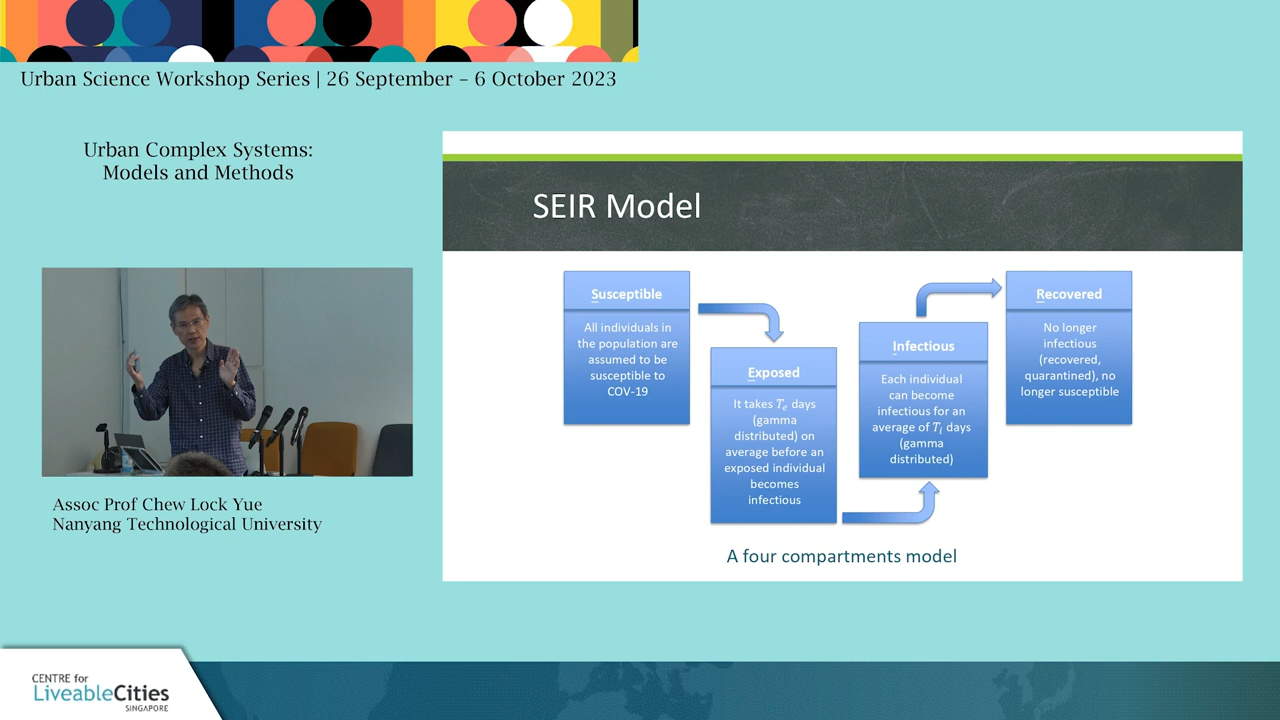 Urban Science Workshop Series | 26 September – 6 October 2023
Urban Complex Systems:
Models and Methods
Assoc Prof Chew Lock Yue
Nanyang Technological University
SEIR Model
Susceptible
All individuals in
the population are
assumed to be
susceptible to
COV-19
Exposed
It takes Tₑ days
(gamma
distributed) on
average before an
exposed individual
becomes
infectious
Infectious
Each individual
can become
infectious for an
average of Tᵢ days
(gamma
distributed)
Recovered
No longer
infectious
(recovered,
quarantined), no
longer susceptible
A four compartments model
CENTRE for
LiveableCities
SINGAPORE